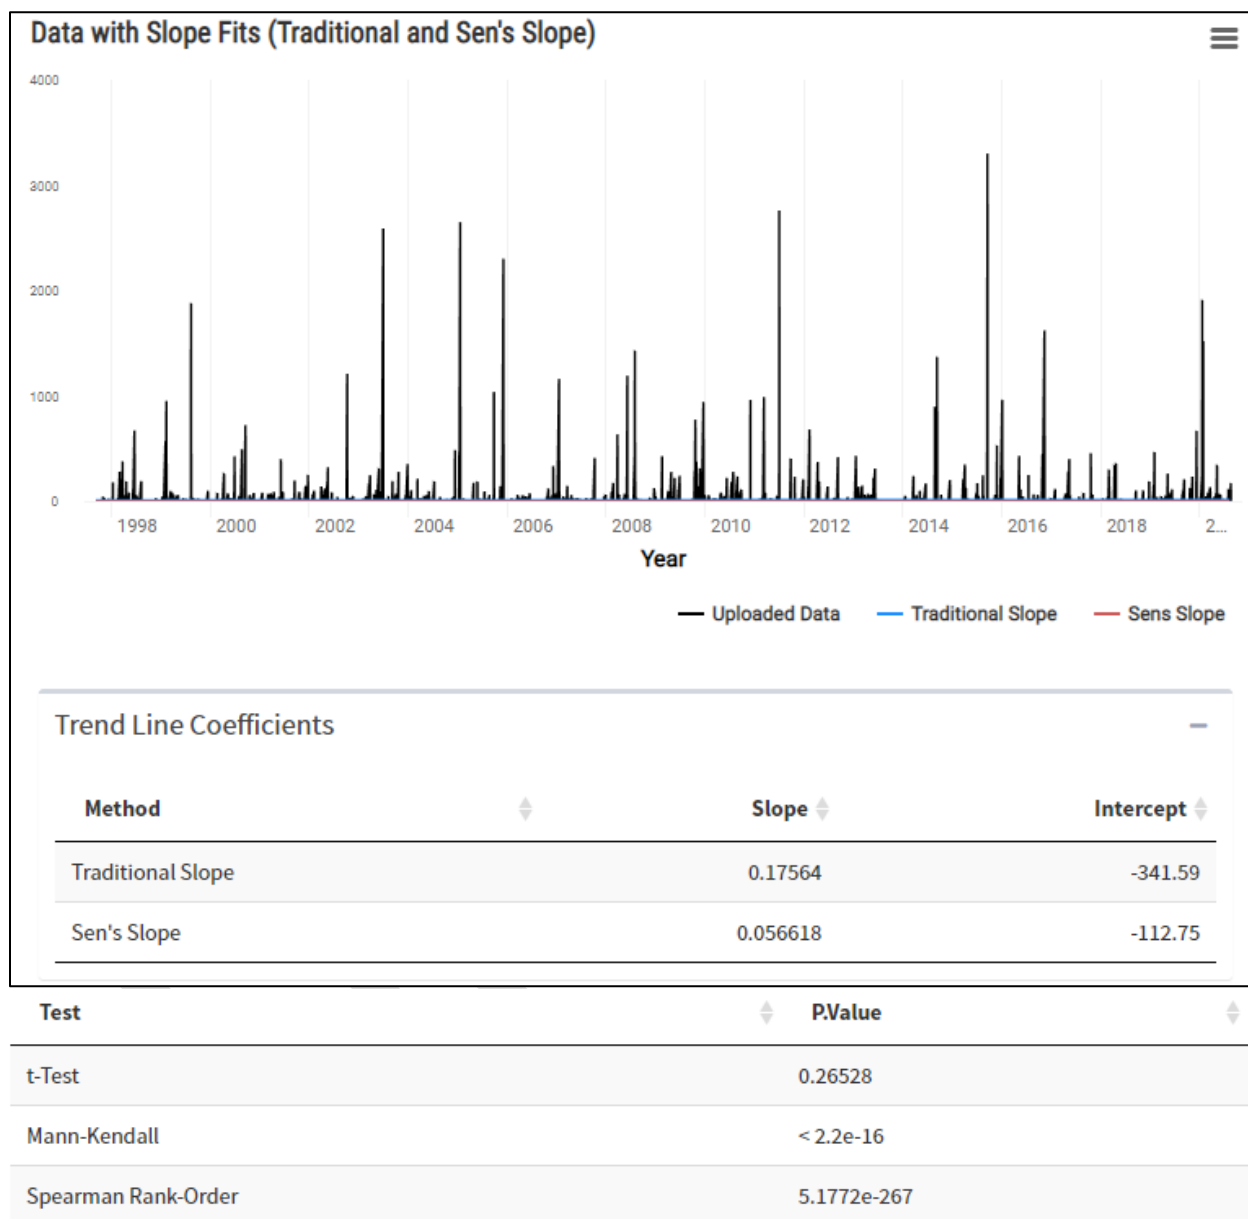 Data with Slope Fits (Traditional and Sen's Slope)
4000
3000
2000
1000
0
1998 2000 2002 2004 2006 2008 2010 2012 2014 2016 2018 2...
Year
Uploaded Data Traditional Slope Sens Slope
Trend Line Coefficients
Method Slope Intercept
Traditional Slope 0.17564 -341.59
Sen's Slope 0.056618 -112.75
Test P.Value
t-Test 0.26528
Mann-Kendall < 2.2e-16
Spearman Rank-Order 5.1772e-267